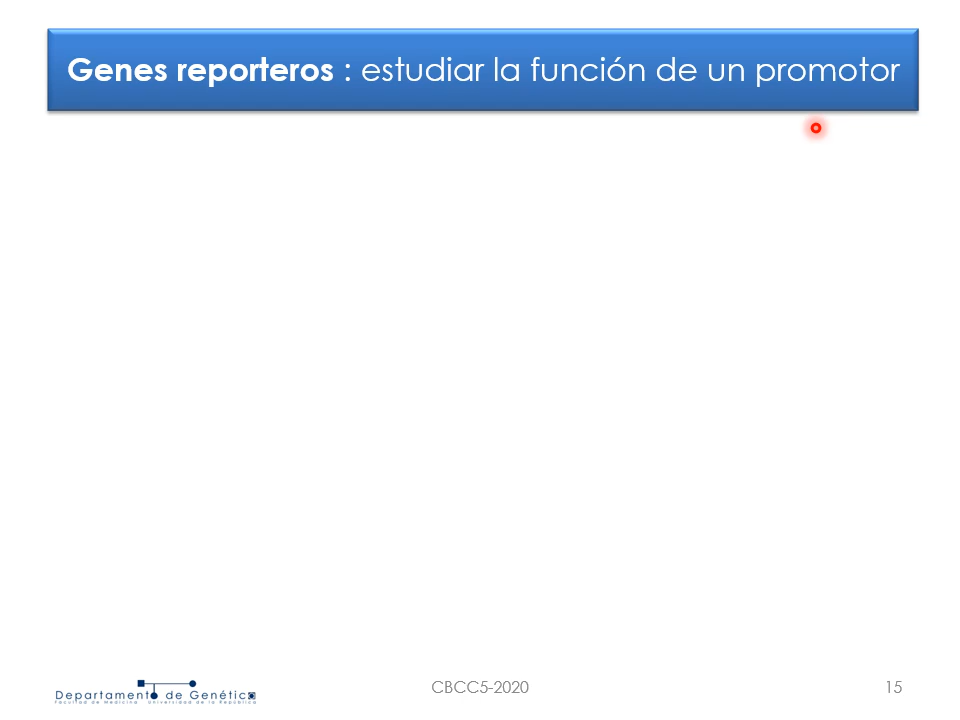 Genes reporteros : estudiar la función de un promotor
Departamento de Genética
Facultad de Medicina Universidad de la República
CBCC5-2020
15